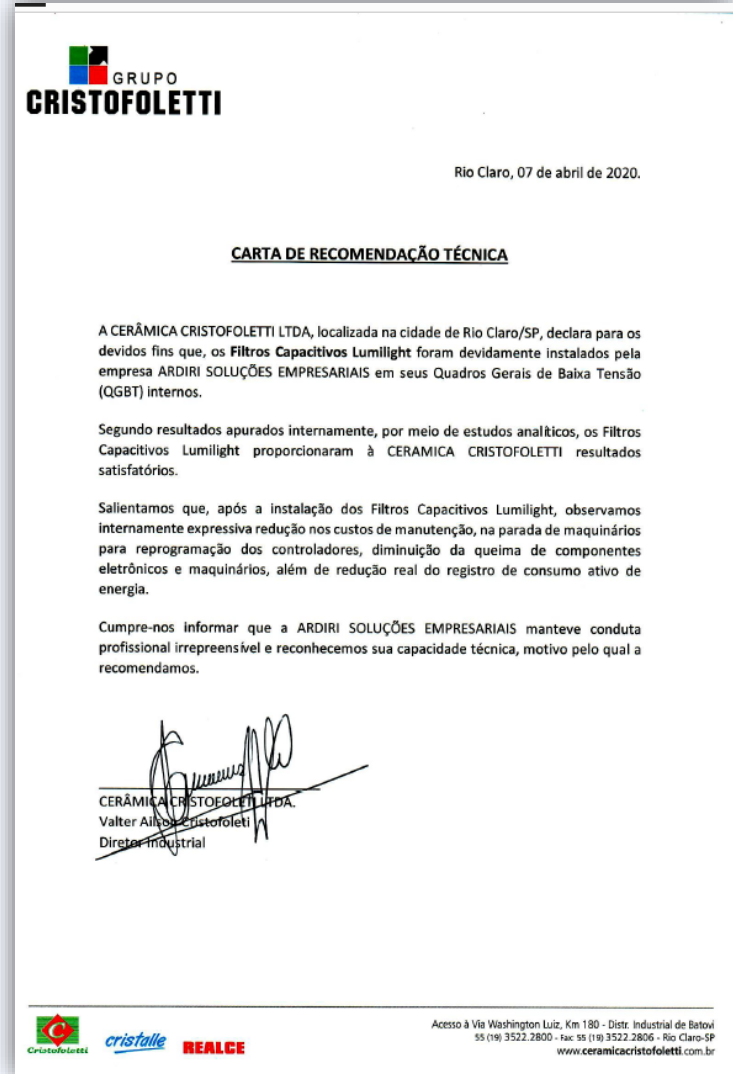 GRUPO
CRISTOFOLETTI
Rio Claro, 07 de abril de 2020.
CARTA DE RECOMENDAÇÃO TÉCNICA
A CERÂMICA CRISTOFOLETTI LTDA, localizada na cidade de Rio Claro/SP, declara para os
devidos fins que, os Filtros Capacitivos Lumilight foram devidamente instalados pela
empresa ARDIRI SOLUÇÕES EMPRESARIAIS em seus Quadros Gerais de Baixa Tensão
(QGBT) internos.
Segundo resultados apurados internamente, por meio de estudos analíticos, os Filtros
Capacitivos Lumilight proporcionaram à CERAMICA CRISTOFOLETTI resultados
satisfatórios.
Salientamos que, após a instalação dos Filtros Capacitivos Lumilight, observamos
internamente expressiva redução nos custos de manutenção, na parada de maquinários
para reprogramação dos controladores, diminuição da queima de componentes
eletrônicos e maquinários, além de redução real do registro de consumo ativo de
energia.
Cumpre-nos informar que a ARDIRI SOLUÇÕES EMPRESARIAIS manteve conduta
profissional irrepreensível e reconhecemos sua capacidade técnica, motivo pelo qual a
recomendamos.
CERÂMICA CRISTOFOLETI LTDA.
Valter Ailson Cristofoleti
Diretor Industrial
Cristofoletti
cristalle
REALCE
Acesso à Via Washington Luiz, Km 180 - Distr. Industrial de Batovi
55 (19) 3522.2800 - Fax: 55 (19) 3522.2806 - Rio Claro-SP
www.ceramicacristofoletti.com.br